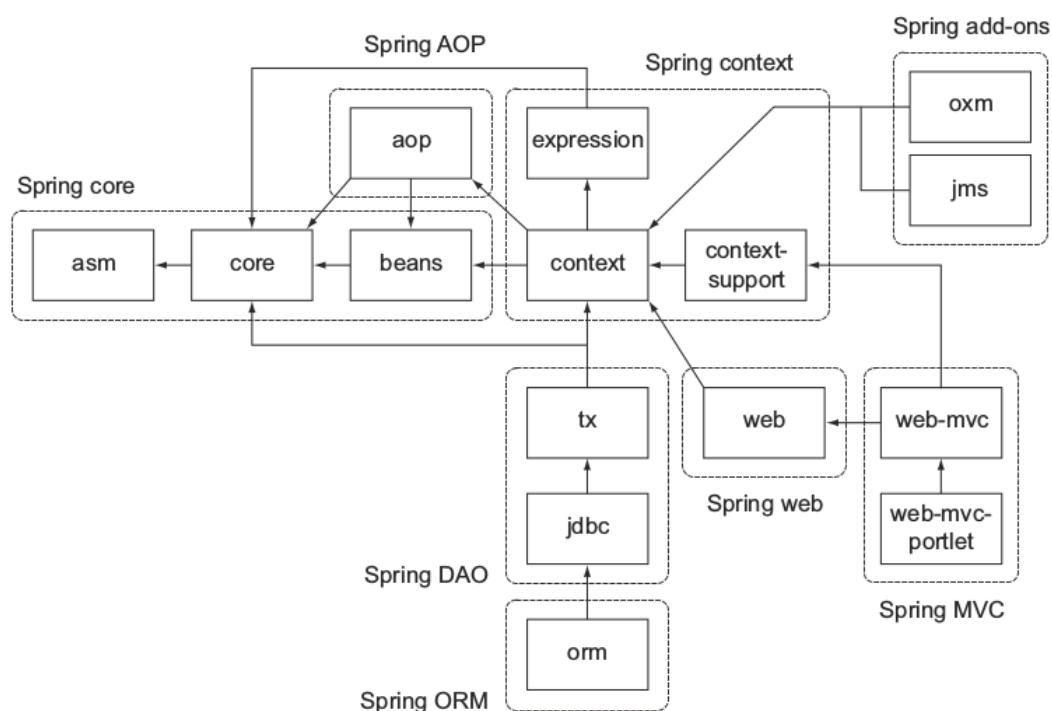 Spring add-ons
Spring AOP
Spring context
oxm
aop
expression
jms
Spring core
asm
core
beans
context
context-
support
tx
web
web-mvc
Spring web
jdbc
web-mvc-
portlet
Spring DAO
Spring MVC
orm
Spring ORM